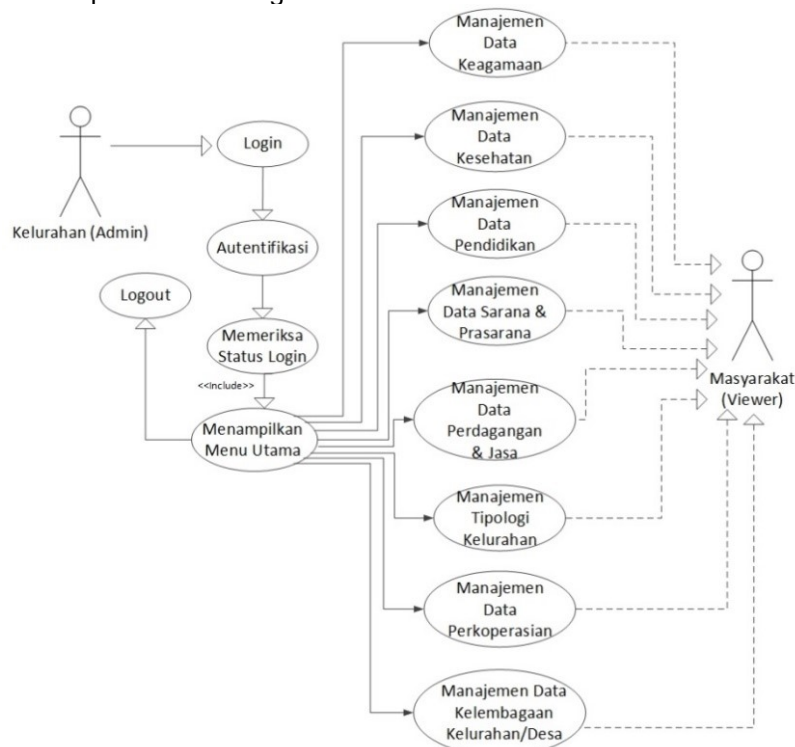 Manajemen
Data
Keagamaan
Login
Kelurahan (Admin)
Manajemen
Data
Kesehatan
Autentifikasi
Manajemen
Data
Pendidikan
Logout
Memeriksa
Status Login
Manajemen
Data Sarana &
Prasarana
Masyarakat
(Viewer)
<<Include>>
Menampilkan
Menu Utama
Manajemen
Data
Perdagangan
& Jasa
Manajemen
Tipologi
Kelurahan
Manajemen
Data
Perkoperasian
Manajemen Data
Kelembagaan
Kelurahan/Desa